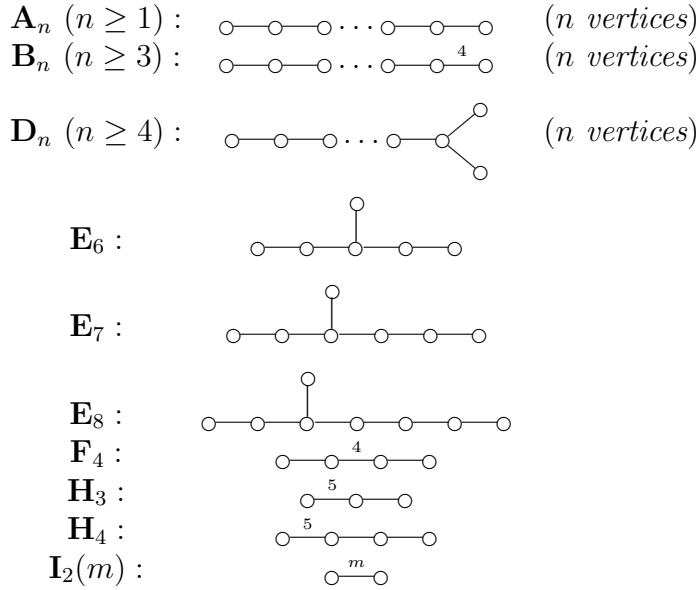 A_n (n ≥ 1) : · · · (n vertices)
B_n (n ≥ 3) : · · · 4 (n vertices)
D_n (n ≥ 4) : · · · (n vertices)
E_6 :
E_7 :
E_8 :
F_4 : 4
H_3 : 5
H_4 : 5
I_2(m) : m